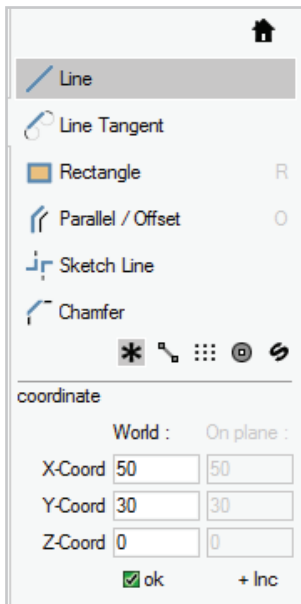 Line
Line Tangent
Rectangle R
Parallel / Offset O
Sketch Line
Chamfer
coordinate
World : On plane :
X-Coord 50 50
Y-Coord 30 30
Z-Coord 0 0
ok + Inc